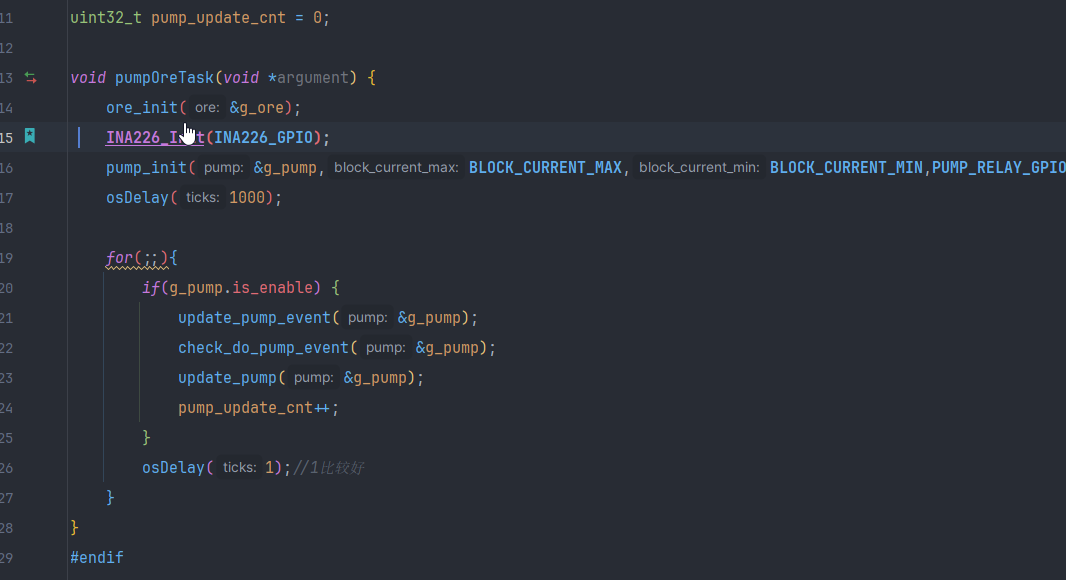 11 uint32_t pump_update_cnt = 0;
12
13 void pumpOreTask(void *argument) {
14 ore_init( ore: &g_ore);
15 INA226_Init(INA226_GPIO);
16 pump_init( pump: &g_pump, block_current_max: BLOCK_CURRENT_MAX, block_current_min: BLOCK_CURRENT_MIN,PUMP_RELAY_GPIO
17 osDelay( ticks: 1000);
18
19 for(;;){
20 if(g_pump.is_enable) {
21 update_pump_event( pump: &g_pump);
22 check_do_pump_event( pump: &g_pump);
23 update_pump( pump: &g_pump);
24 pump_update_cnt++;
25 }
26 osDelay( ticks: 1);//1比较好
27 }
28 }
29 #endif